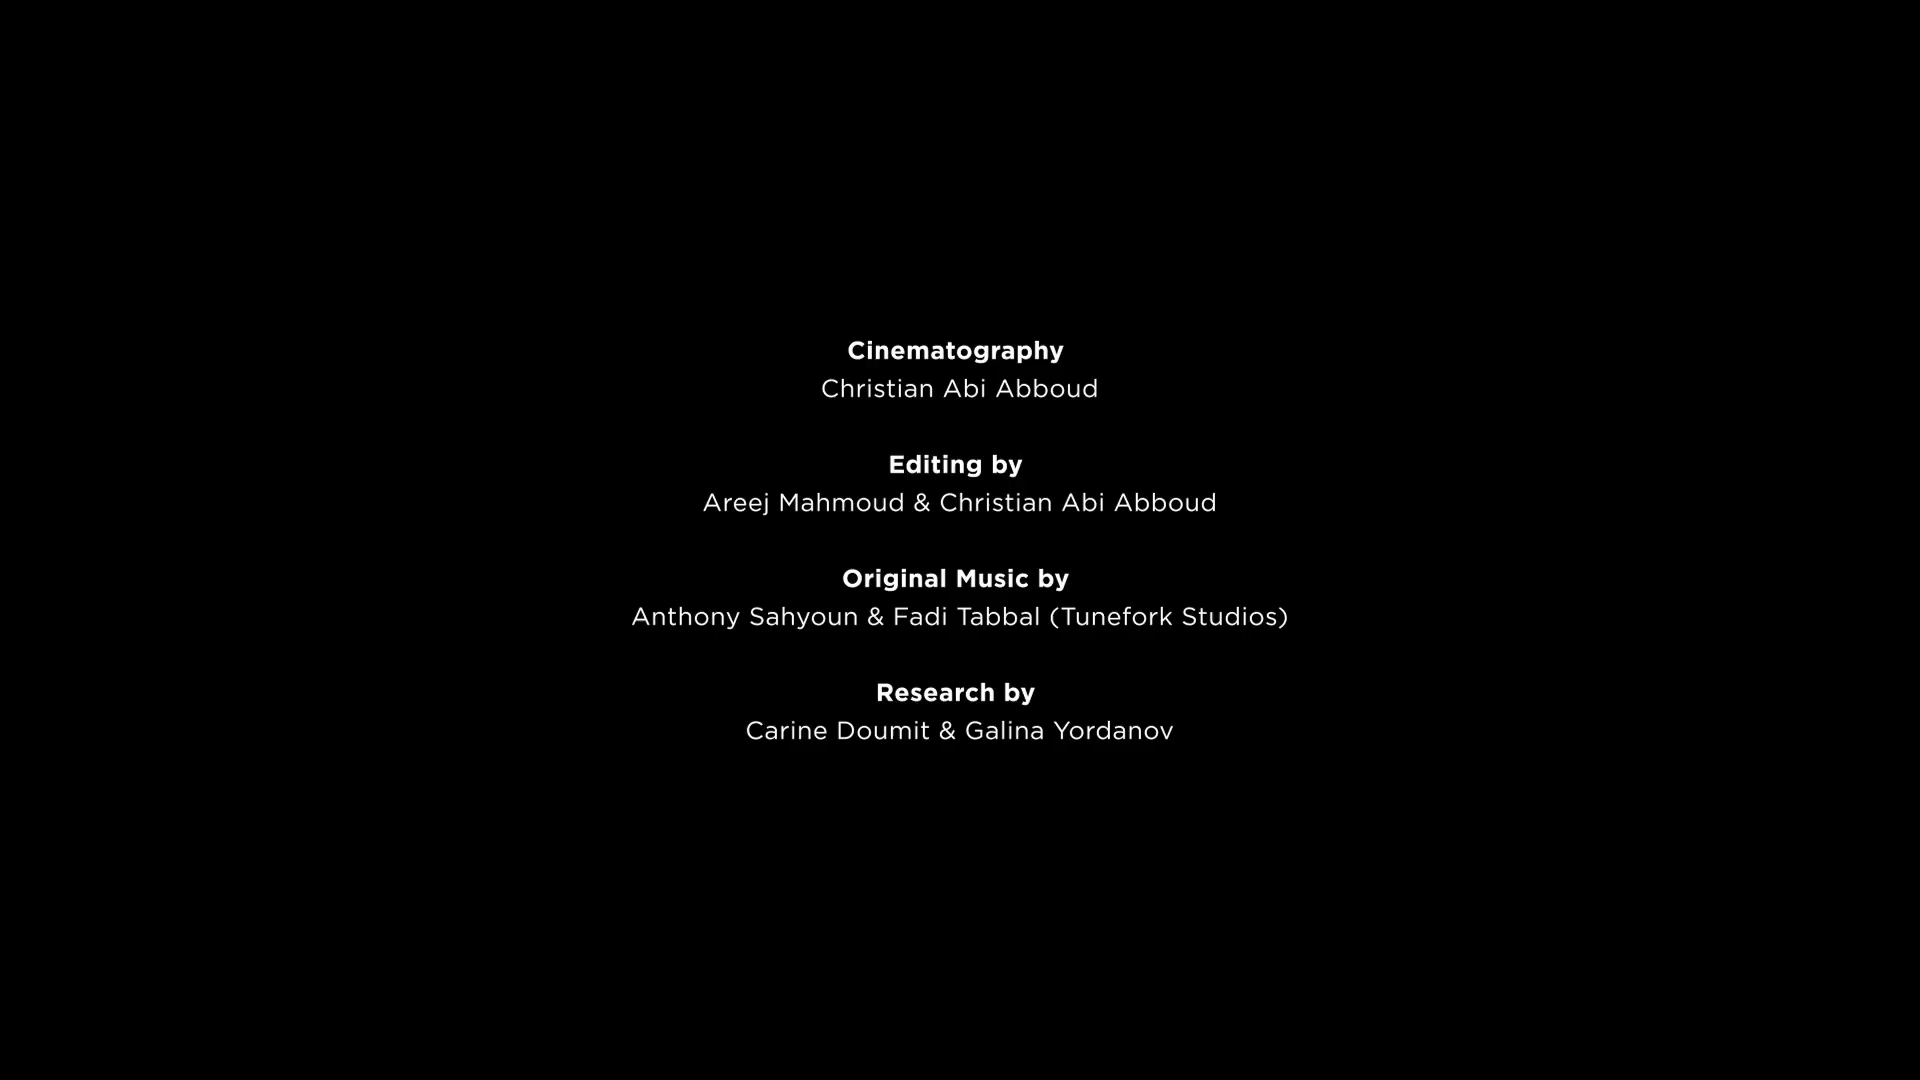 Cinematography
Christian Abi Abboud
Editing by
Areej Mahmoud & Christian Abi Abboud
Original Music by
Anthony Sahyoun & Fadi Tabbal (Tunefork Studios)
Research by
Carine Doumit & Galina Yordanov